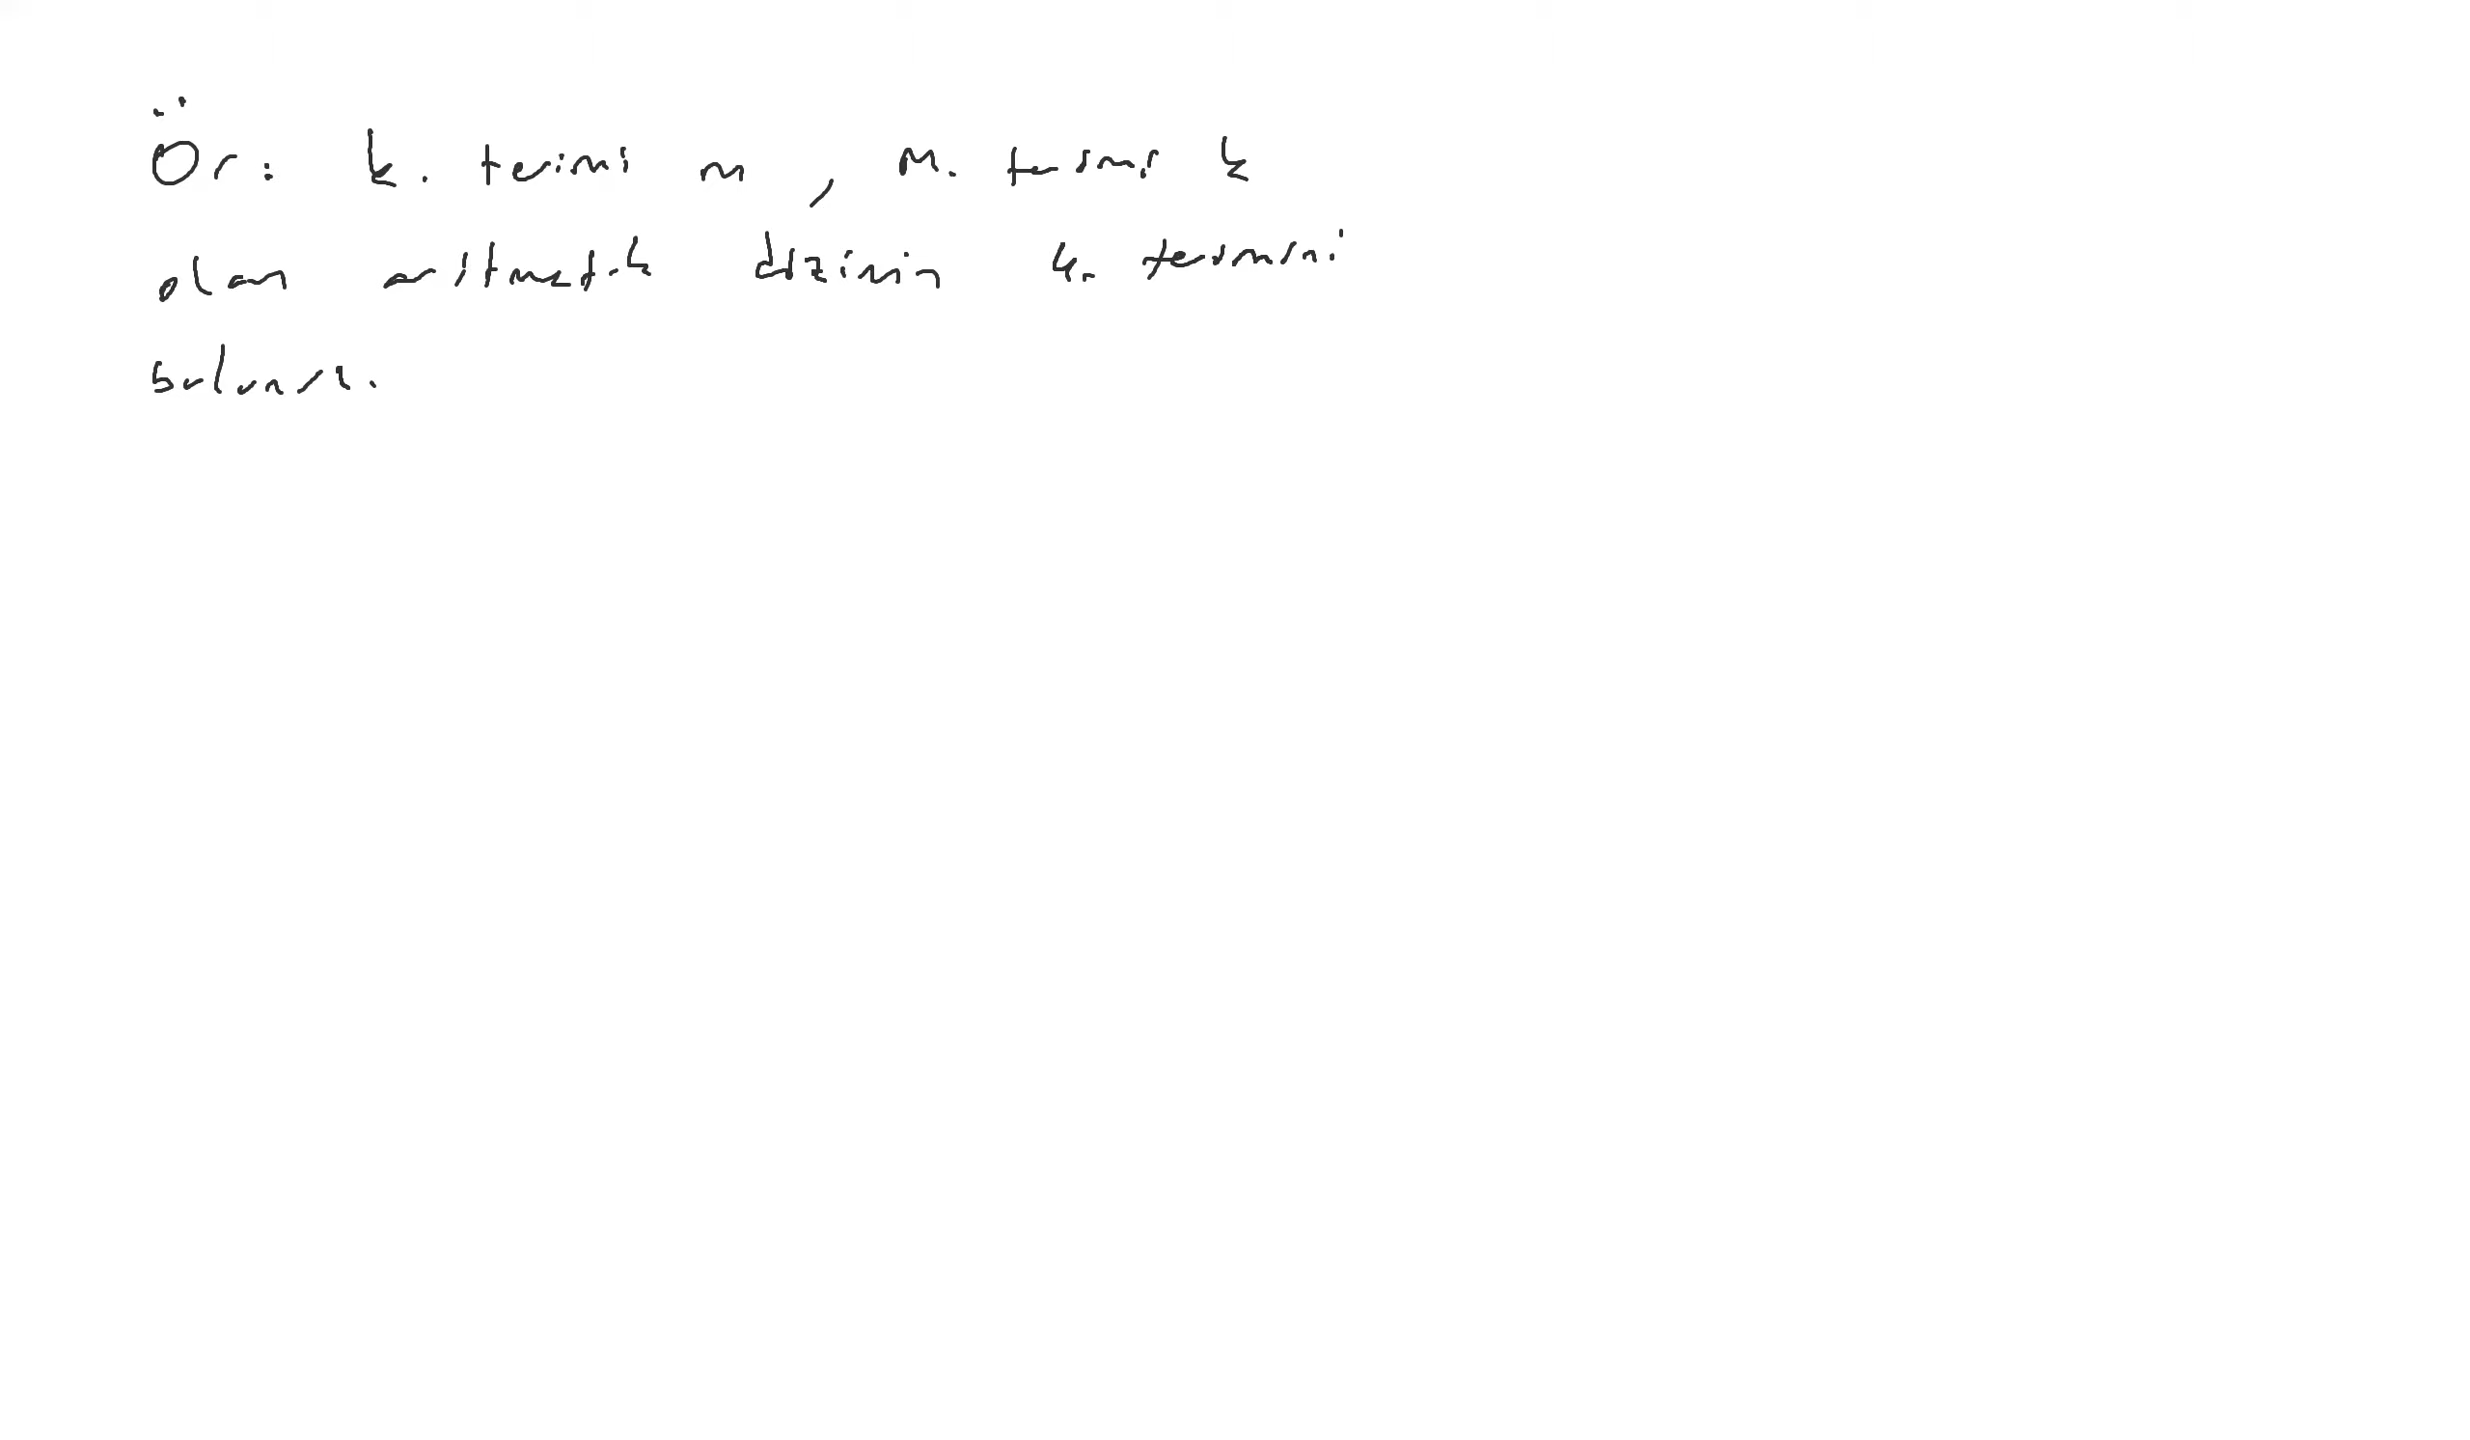 Ör: k. terimi m, m. terimi k
olan aritmetik dizinin 4. terimini
bulunuz.